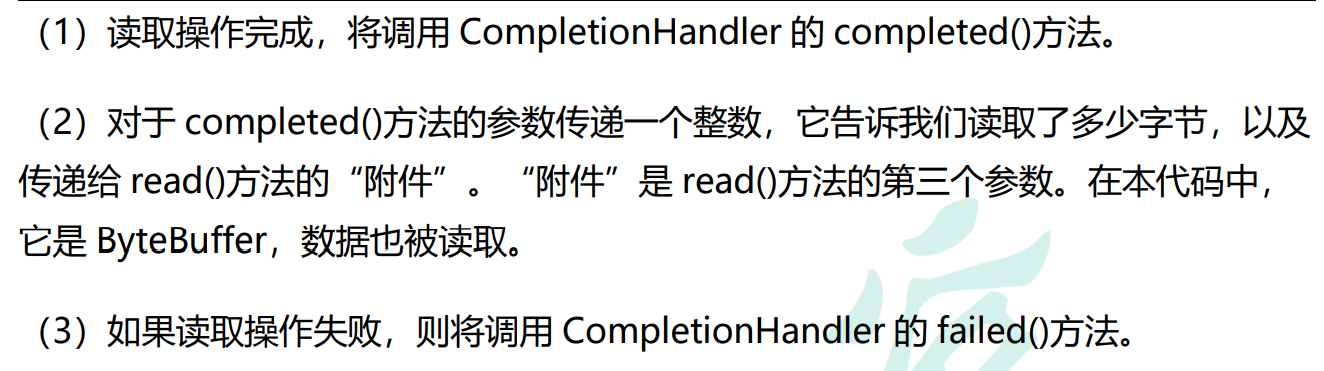 （1）读取操作完成，将调用 CompletionHandler 的 completed()方法。
（2）对于 completed()方法的参数传递一个整数，它告诉我们读取了多少字节，以及
传递给 read()方法的“附件”。“附件”是 read()方法的第三个参数。在本代码中，
它是 ByteBuffer，数据也被读取。
（3）如果读取操作失败，则将调用 CompletionHandler 的 failed()方法。